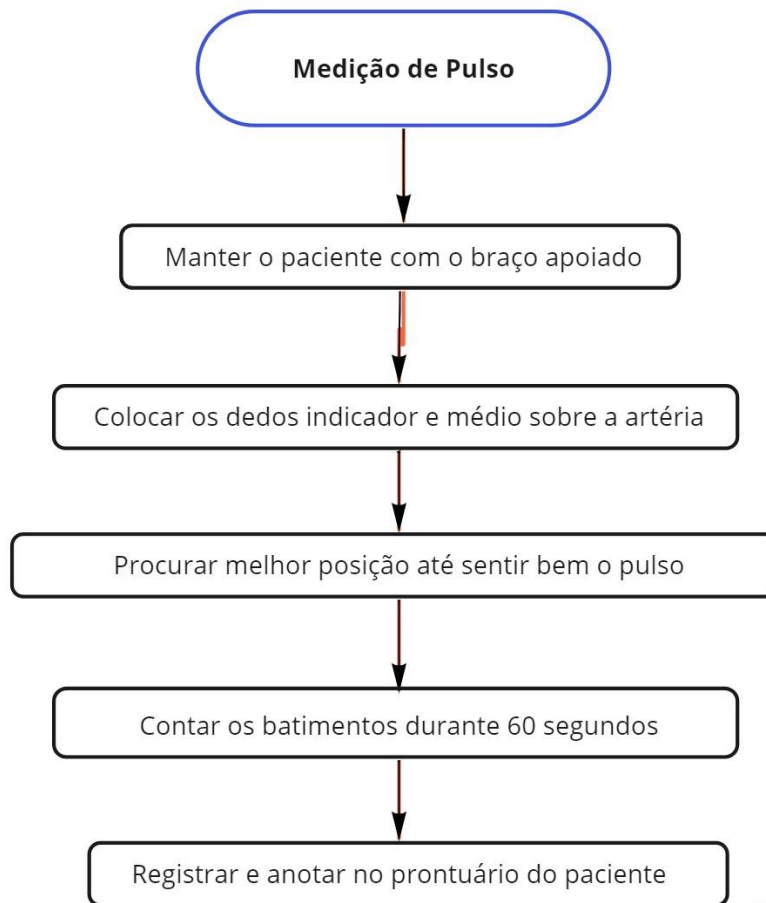 Medição de Pulso
Manter o paciente com o braço apoiado
Colocar os dedos indicador e médio sobre a artéria
Procurar melhor posição até sentir bem o pulso
Contar os batimentos durante 60 segundos
Registrar e anotar no prontuário do paciente